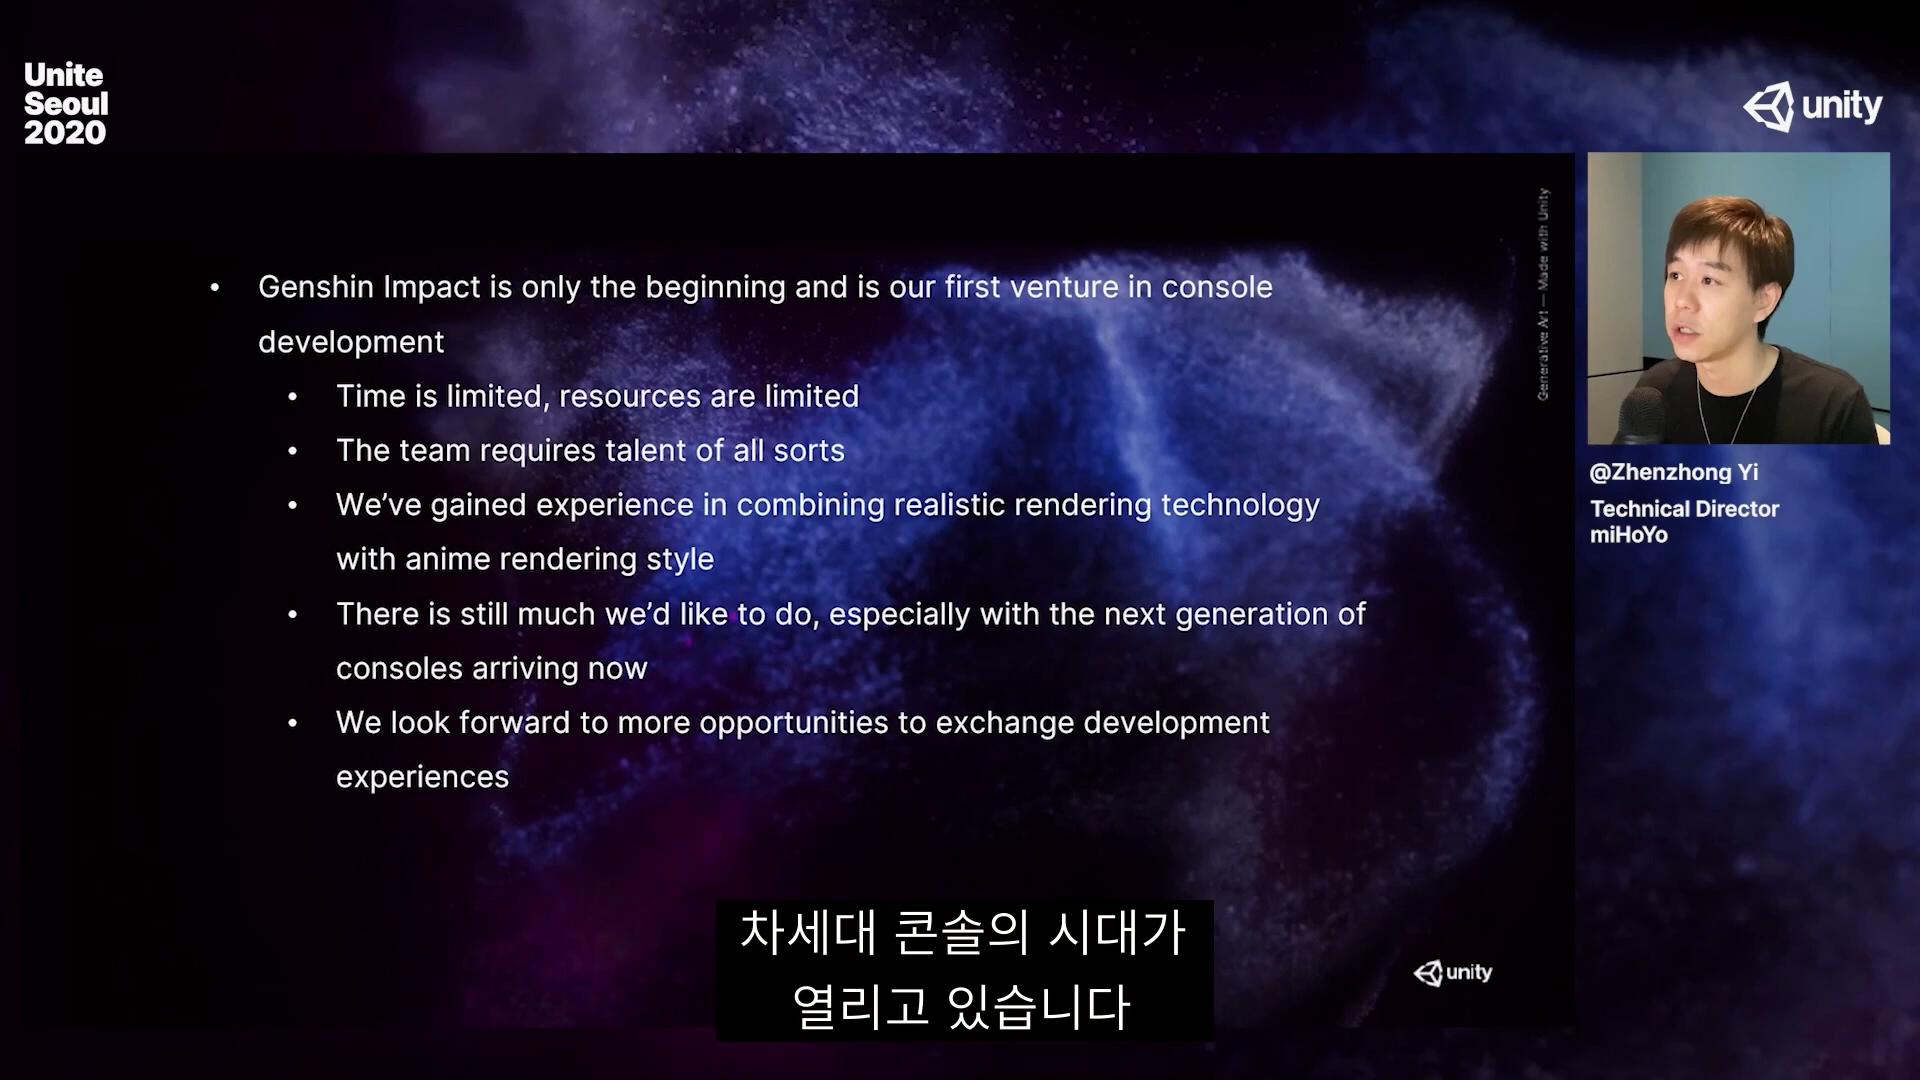 Unite
Seoul
2020
unity
Generative Art — Made with Unity
• Genshin Impact is only the beginning and is our first venture in console
development
• Time is limited, resources are limited
• The team requires talent of all sorts
• We’ve gained experience in combining realistic rendering technology
with anime rendering style
• There is still much we’d like to do, especially with the next generation of
consoles arriving now
• We look forward to more opportunities to exchange development
experiences
@Zhenzhong Yi
Technical Director
miHoYo
차세대 콘솔의 시대가
열리고 있습니다
unity